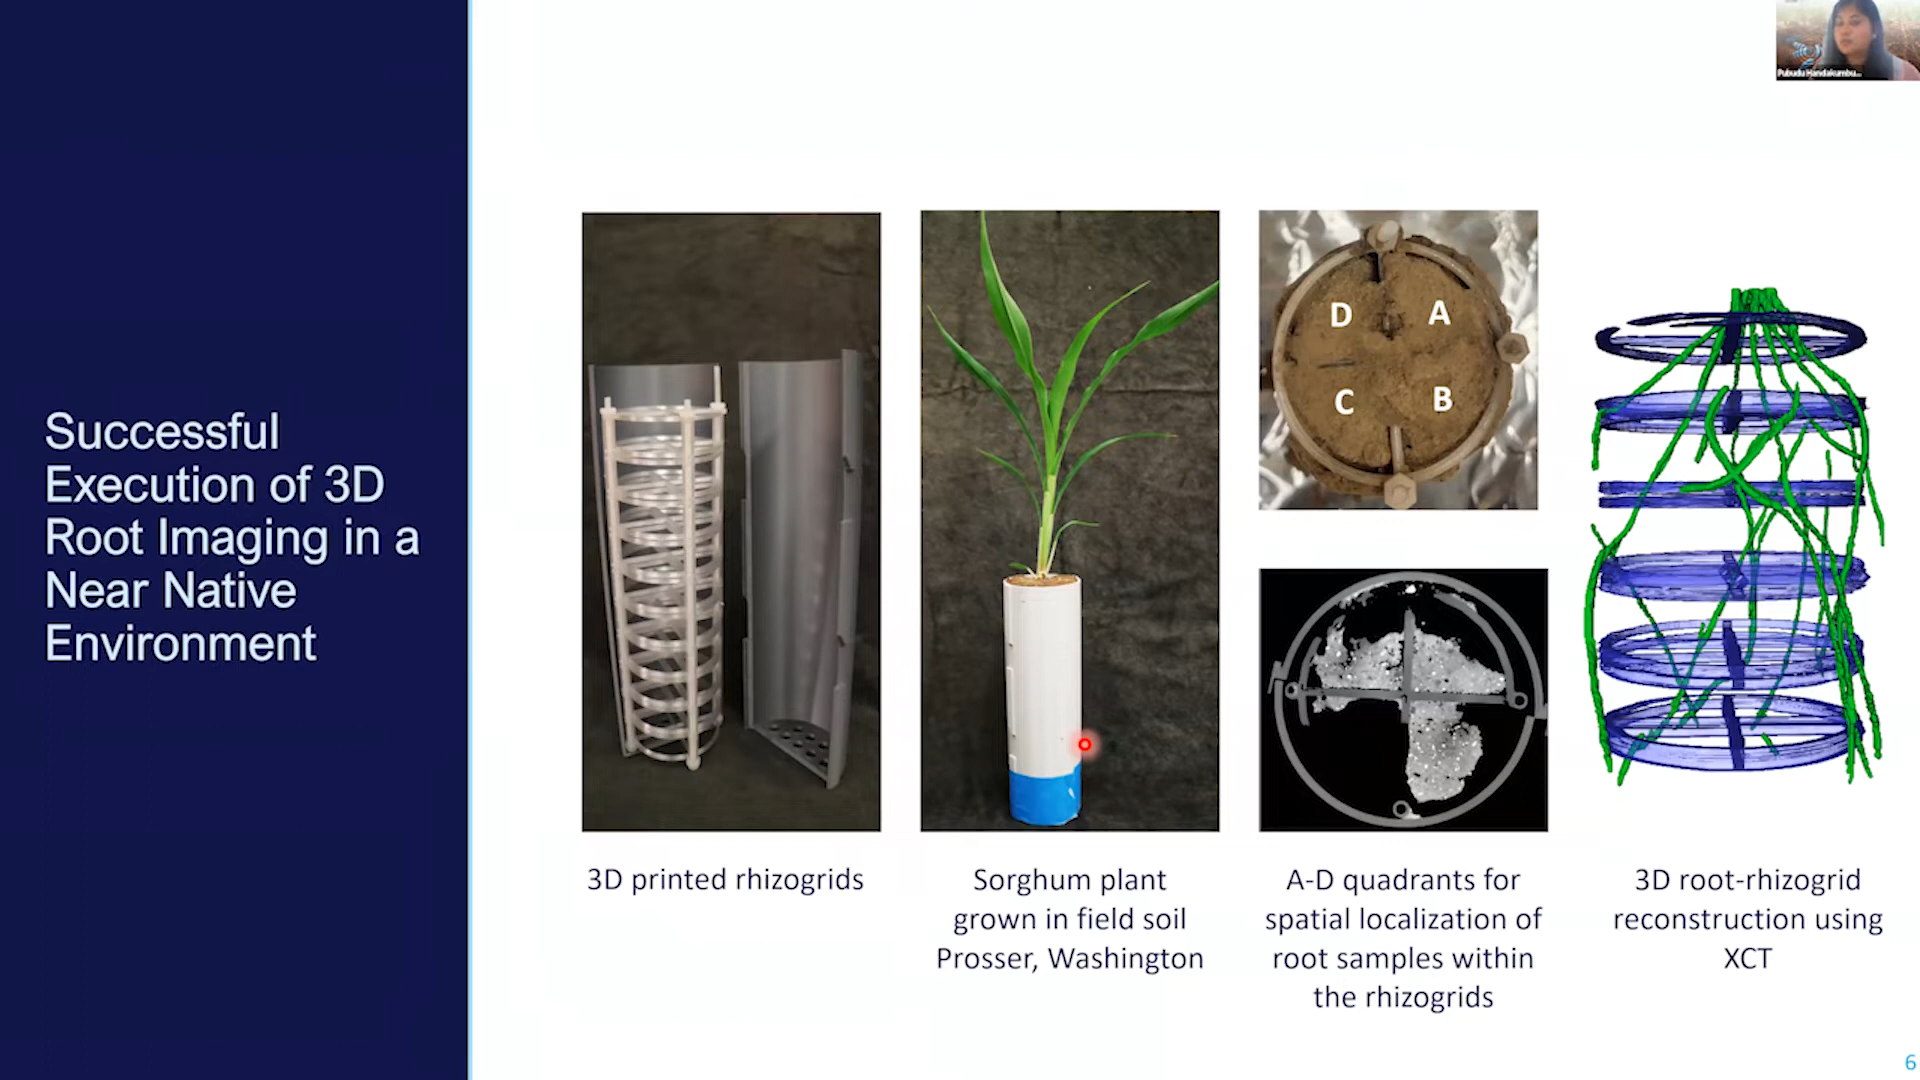 Successful
Execution of 3D
Root Imaging in a
Near Native
Environment
D A
C B
3D printed rhizogrids
Sorghum plant
grown in field soil
Prosser, Washington
A-D quadrants for
spatial localization of
root samples within
the rhizogrids
3D root-rhizogrid
reconstruction using
XCT
Pubudu Handakumbu...
6